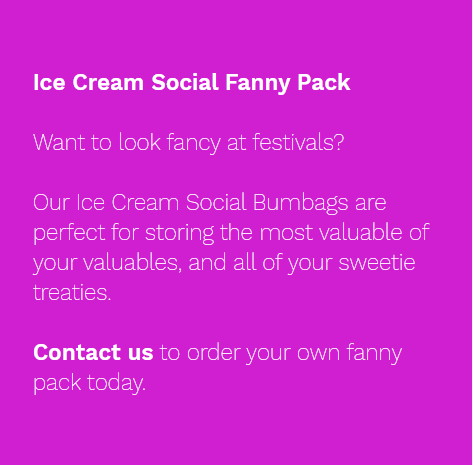 Ice Cream Social Fanny Pack
Want to look fancy at festivals?
Our Ice Cream Social Bumbags are
perfect for storing the most valuable of
your valuables, and all of your sweetie
treaties.
Contact us to order your own fanny
pack today.